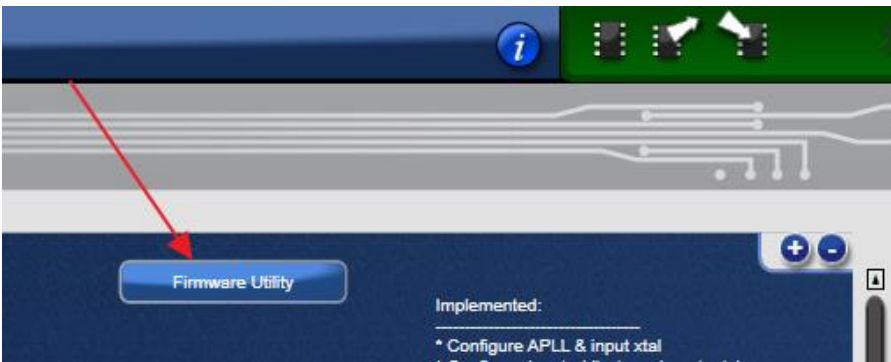 i
Firmware Utility
Implemented:
------------------------------------
* Configure APLL & input xtal